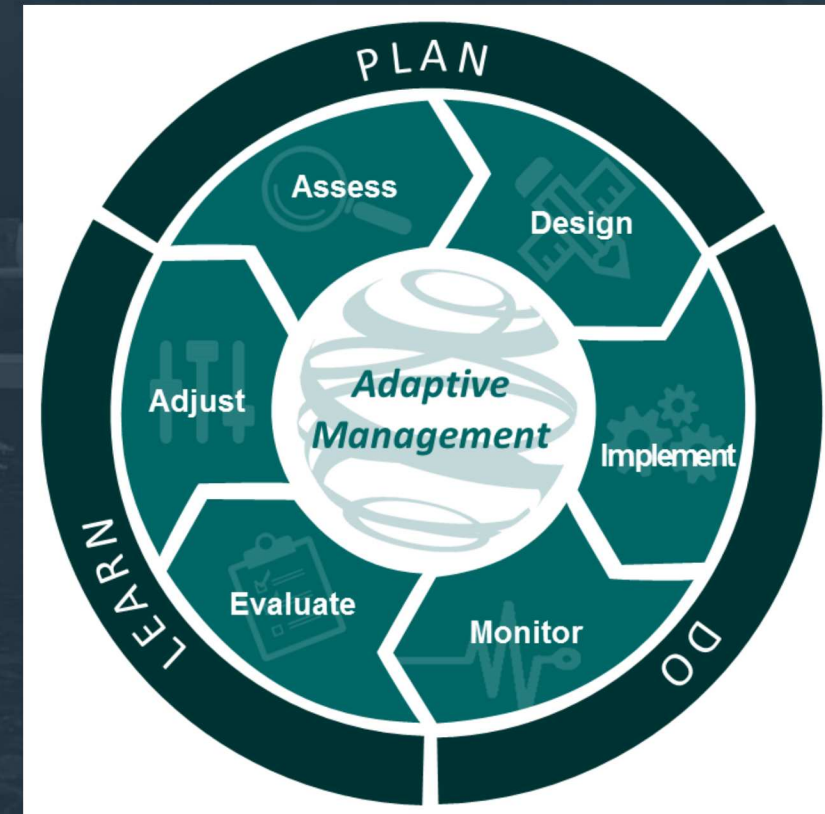 PLAN
Assess
Design
Adjust
Adaptive
Management
Implement
Evaluate
Monitor
LEARN
DO